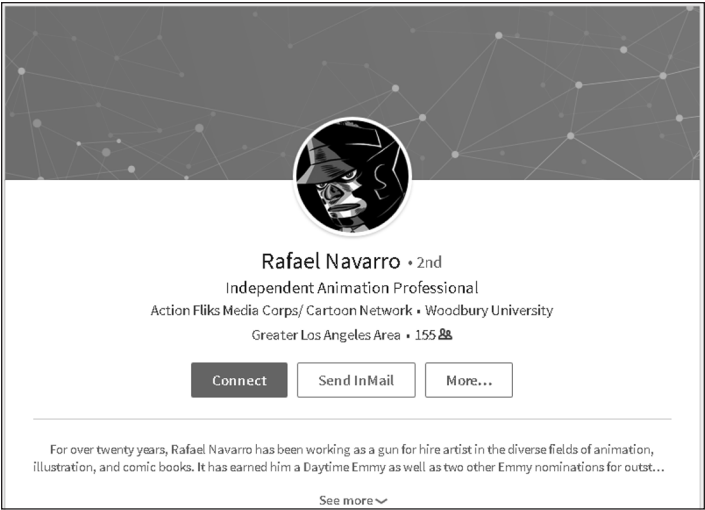 Rafael Navarro • 2nd
Independent Animation Professional
Action Fliks Media Corps/ Cartoon Network • Woodbury University
Greater Los Angeles Area • 155
Connect
Send InMail
More...
For over twenty years, Rafael Navarro has been working as a gun for hire artist in the diverse fields of animation,
illustration, and comic books. It has earned him a Daytime Emmy as well as two other Emmy nominations for outst...
See more